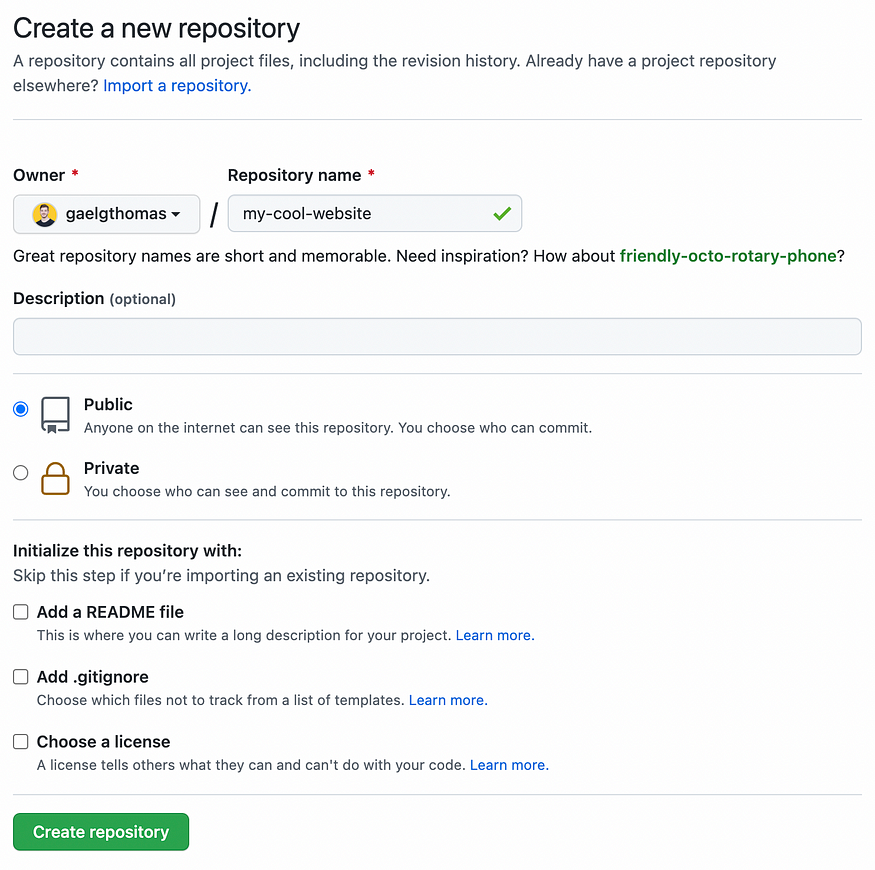 Create a new repository
A repository contains all project files, including the revision history. Already have a project repository
elsewhere? Import a repository.
Owner *
Repository name *
gaelgthomas
/
my-cool-website
Great repository names are short and memorable. Need inspiration? How about friendly-octo-rotary-phone?
Description (optional)
Public
Anyone on the internet can see this repository. You choose who can commit.
Private
You choose who can see and commit to this repository.
Initialize this repository with:
Skip this step if you’re importing an existing repository.
Add a README file
This is where you can write a long description for your project. Learn more.
Add .gitignore
Choose which files not to track from a list of templates. Learn more.
Choose a license
A license tells others what they can and can't do with your code. Learn more.
Create repository